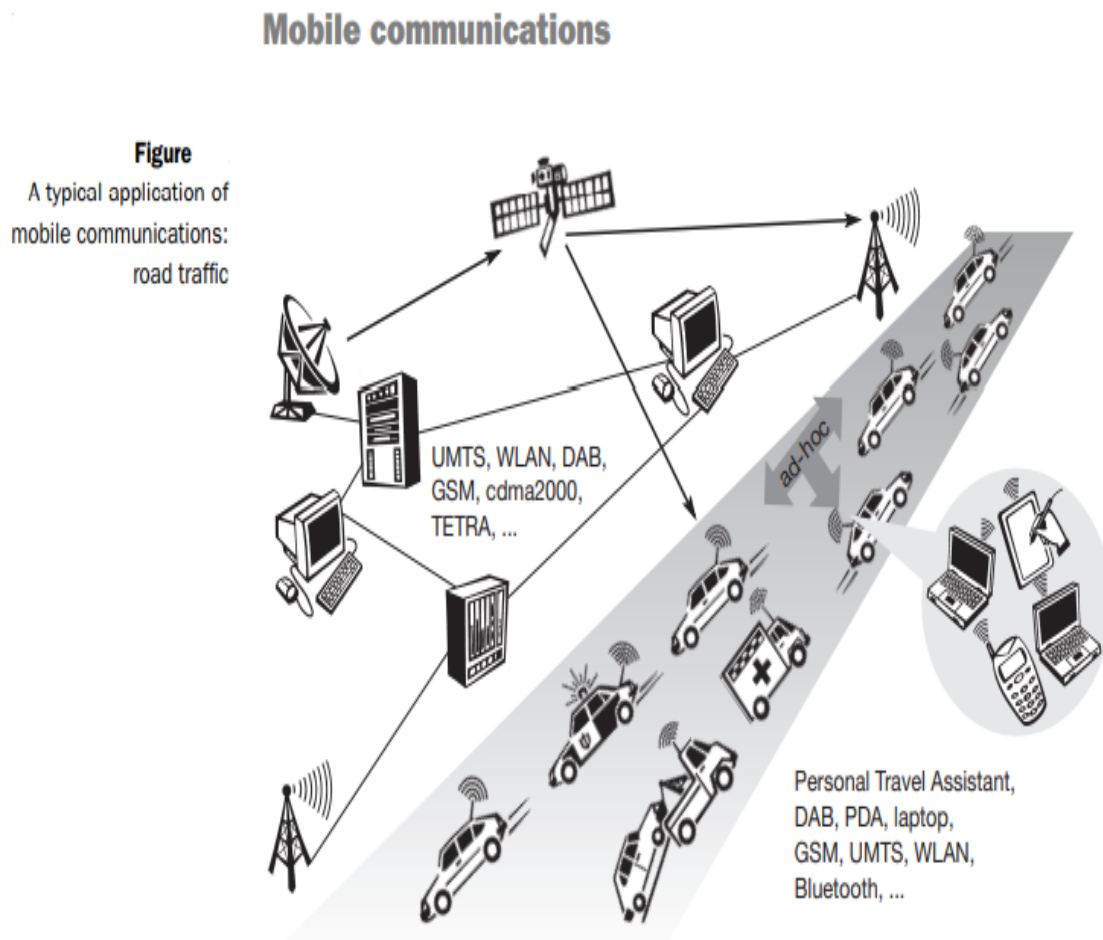 Mobile communications
Figure
A typical application of
mobile communications:
road traffic
UMTS, WLAN, DAB,
GSM, cdma2000,
TETRA, ...
ad-hoc
Personal Travel Assistant,
DAB, PDA, laptop,
GSM, UMTS, WLAN,
Bluetooth, ...